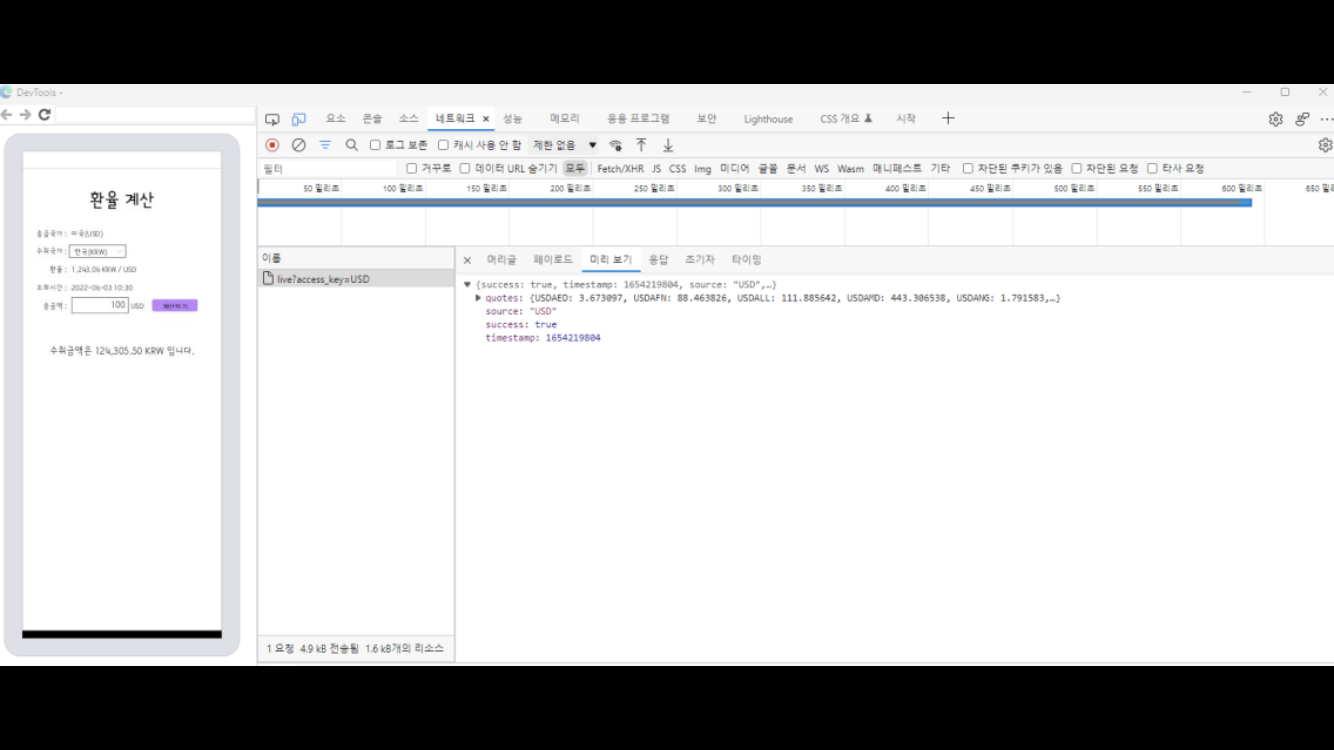 DevTools -
요소 콘솔 소스 네트워크 성능 메모리 응용 프로그램 보안 Lighthouse CSS 개요 시작
로그 보존 캐시 사용 안 함 제한 없음
필터 거꾸로 데이터 URL 숨기기 모두 Fetch/XHR JS CSS Img 미디어 글꼴 문서 WS Wasm 매니페스트 기타 차단된 쿠키가 있음 차단된 요청 타사 요청
50 밀리초 100 밀리초 150 밀리초 200 밀리초 250 밀리초 300 밀리초 350 밀리초 400 밀리초 450 밀리초 500 밀리초 550 밀리초 600 밀리초 650 밀리초
환율 계산
송금국가 : 미국(USD)
수취국가 : 한국(KRW)
환율 : 1,243.06 KRW / USD
조회시간 : 2022-06-03 10:30
송금액 : 100 USD 계산하기
수취금액은 124,305.50 KRW 입니다.
이름
live?access_key=USD
1 요청 4.9 kB 전송됨 1.6 kB개의 리소스
머리글 페이로드 미리 보기 응답 초기자 타이밍
{success: true, timestamp: 1654219804, source: "USD",…}
quotes: {USDAED: 3.673097, USDAFN: 88.463826, USDALL: 111.885642, USDAMD: 443.306538, USDANG: 1.791583,…}
source: "USD"
success: true
timestamp: 1654219804